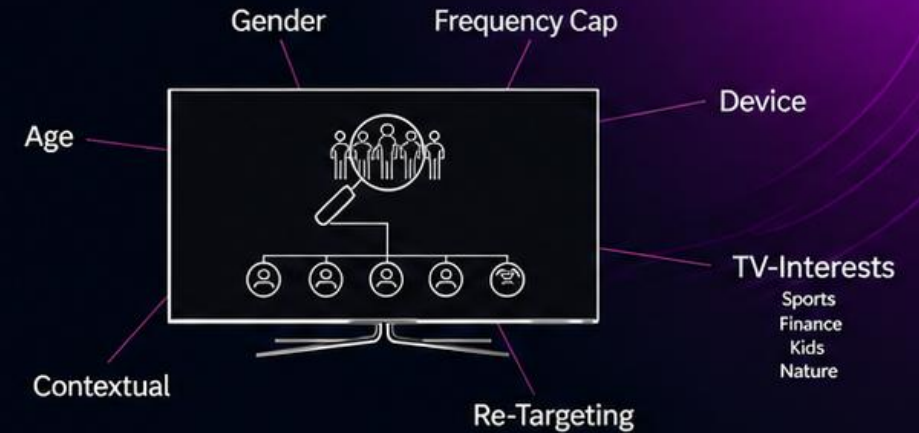 Gender
Frequency Cap
Device
Age
TV-Interests
Sports
Finance
Kids
Nature
Contextual
Re-Targeting